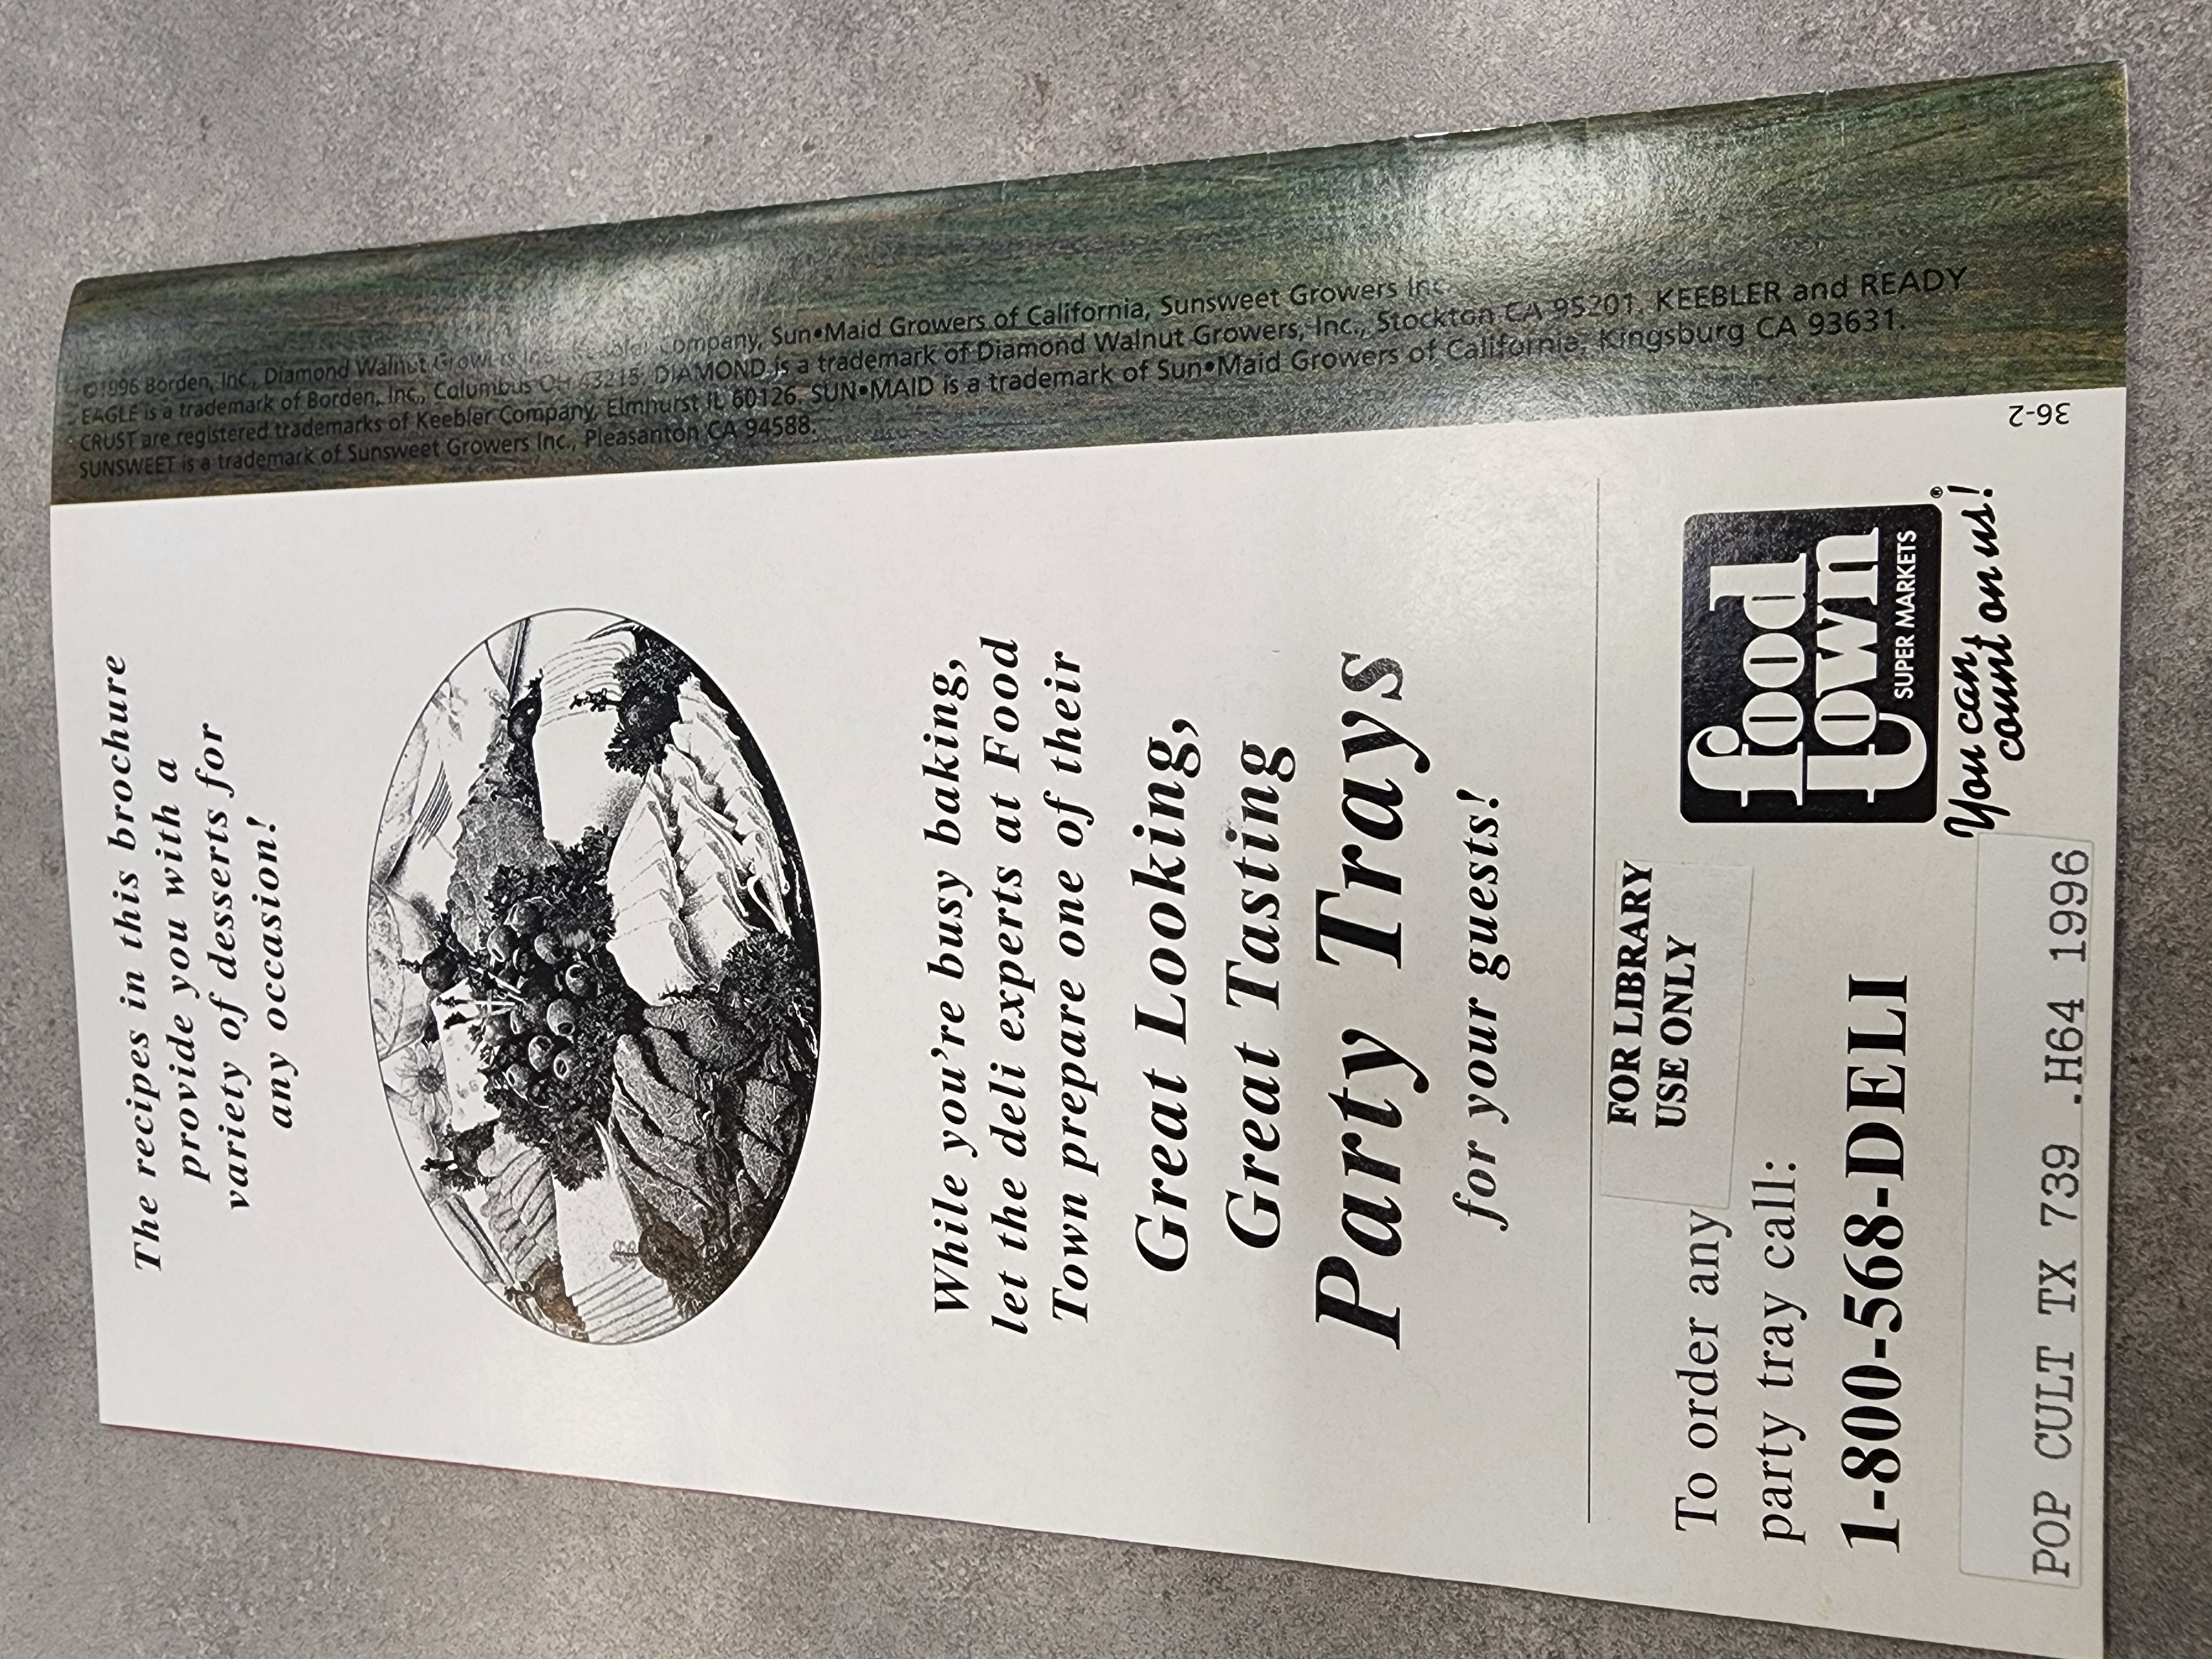 The recipes in this brochure
provide you with a
variety of desserts for
any occasion!
While you're busy baking,
let the deli experts at Food
Town prepare one of their
Great Looking,
Great Tasting
Party Trays
for your guests!
FOR LIBRARY
USE ONLY
To order any
party tray call:
1-800-568-DELI
food
town
SUPER MARKETS
®
You can
count on us!
POP CULT TX 739 .H64 1996
36-2
©1996 Borden, Inc., Diamond Walnut Growers Inc., Keebler Company, Sun•Maid Growers of California, Sunsweet Growers Inc.
EAGLE is a trademark of Borden, Inc., Columbus OH 43215. DIAMOND is a trademark of Diamond Walnut Growers, Inc., Stockton CA 95201. KEEBLER and READY
CRUST are registered trademarks of Keebler Company, Elmhurst IL 60126. SUN•MAID is a trademark of Sun•Maid Growers of California, Kingsburg CA 93631.
SUNSWEET is a trademark of Sunsweet Growers Inc., Pleasanton CA 94588.